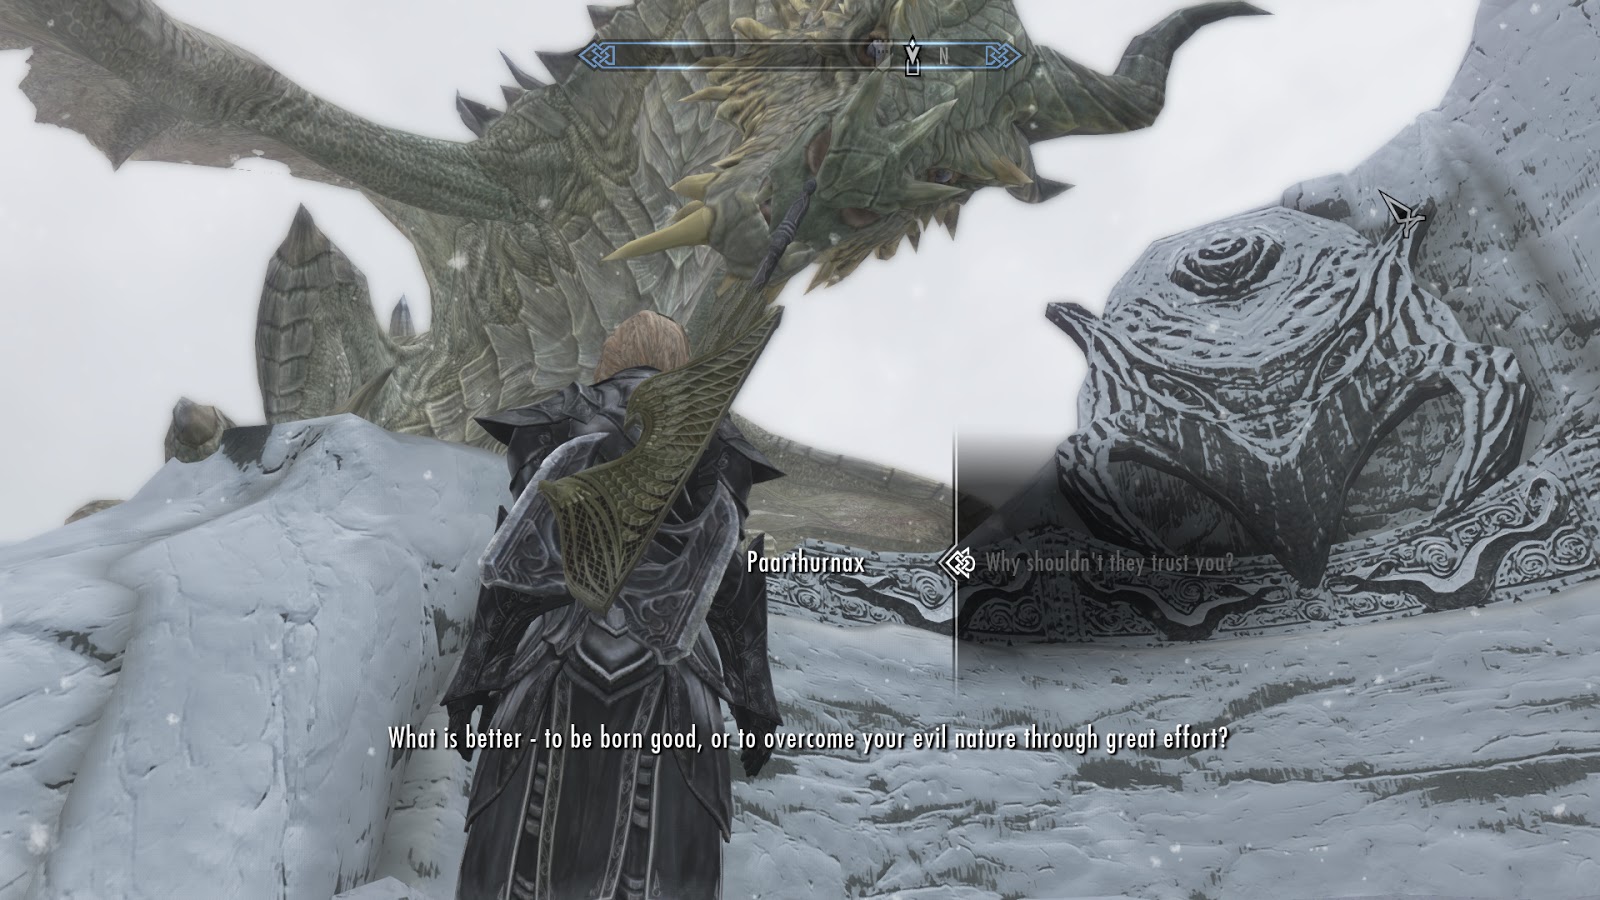 N
Paarthurnax
Why shouldn't they trust you?
What is better - to be born good, or to overcome your evil nature through great effort?